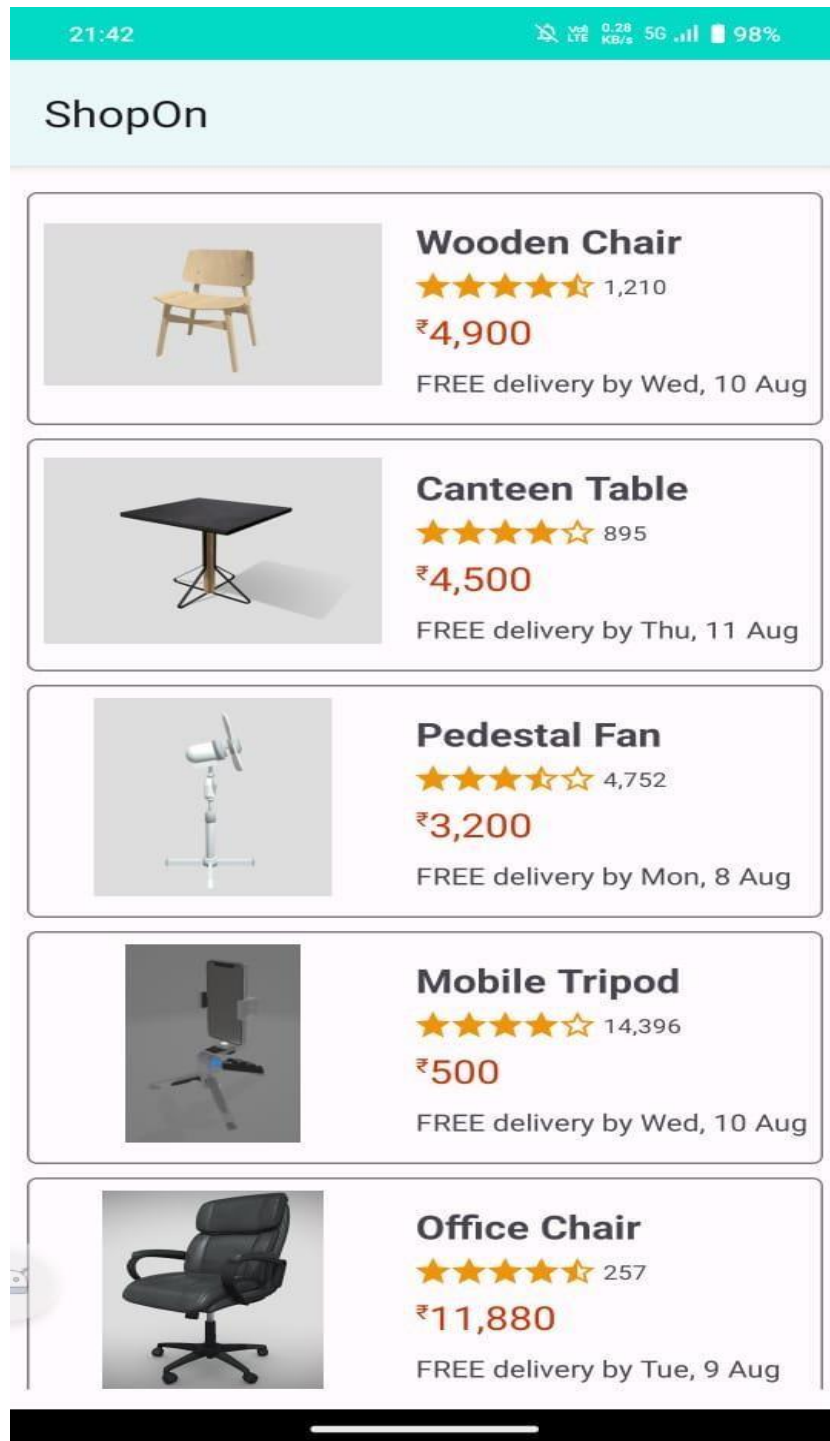 21:42
VoLTE 0.28 KB/s 5G 98%
ShopOn
Wooden Chair
1,210
₹4,900
FREE delivery by Wed, 10 Aug
Canteen Table
895
₹4,500
FREE delivery by Thu, 11 Aug
Pedestal Fan
4,752
₹3,200
FREE delivery by Mon, 8 Aug
Mobile Tripod
14,396
₹500
FREE delivery by Wed, 10 Aug
Office Chair
257
₹11,880
FREE delivery by Tue, 9 Aug